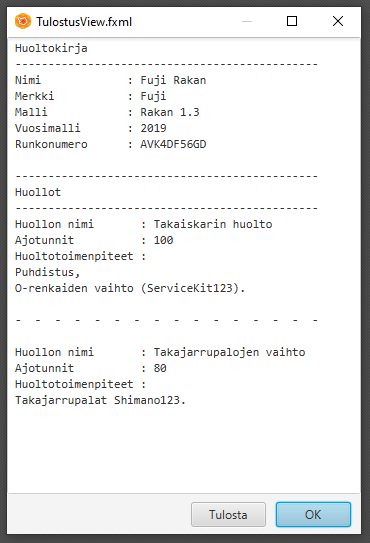 TulostusView.fxml
Huoltokirja
----------------------------------------------
Nimi             : Fuji Rakan
Merkki           : Fuji
Malli            : Rakan 1.3
Vuosimalli       : 2019
Runkonumero      : AVK4DF56GD
----------------------------------------------
Huollot
----------------------------------------------
Huollon nimi       : Takaiskarin huolto
Ajotunnit          : 100
Huoltotoimenpiteet :
Puhdistus,
O-renkaiden vaihto (ServiceKit123).
-  -  -  -  -  -  -  -  -  -  -  -  -  -  -  -
Huollon nimi       : Takajarrupalojen vaihto
Ajotunnit          : 80
Huoltotoimenpiteet :
Takajarrupalat Shimano123.
Tulosta
OK